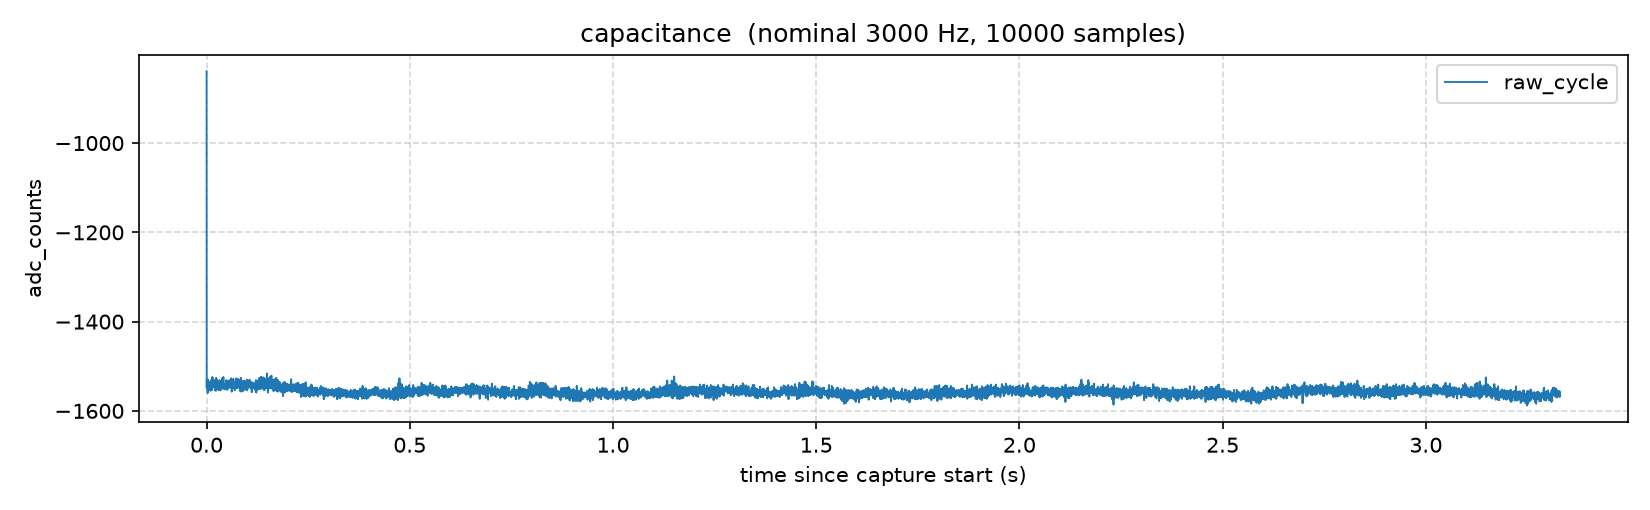 capacitance  (nominal 3000 Hz, 10000 samples)
raw_cycle
adc_counts
−1000
−1200
−1400
−1600
0.0 0.5 1.0 1.5 2.0 2.5 3.0
time since capture start (s)